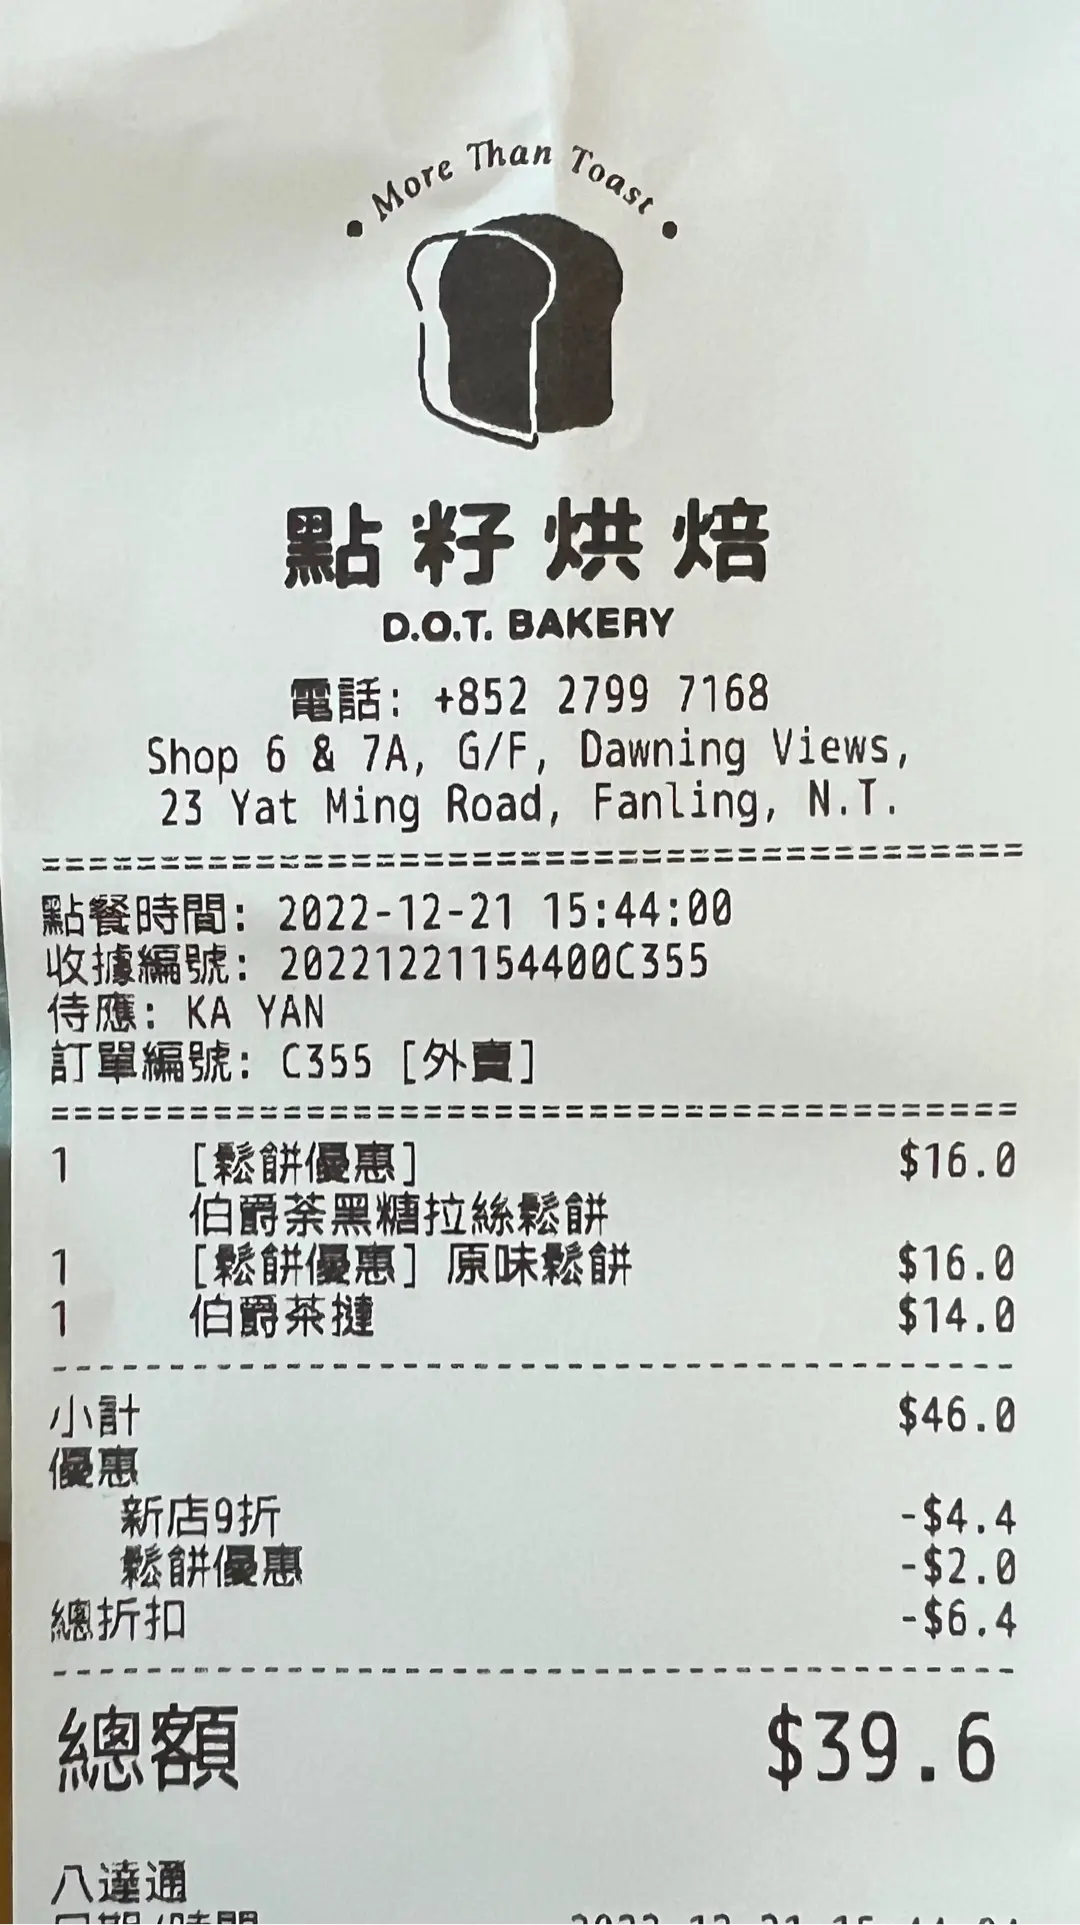 • More Than Toast •
點籽烘焙
D.O.T. BAKERY
電話: +852 2799 7168
Shop 6 & 7A, G/F, Dawning Views,
23 Yat Ming Road, Fanling, N.T.
==========================================
點餐時間: 2022-12-21 15:44:00
收據編號: 20221221154400C355
侍應: KA YAN
訂單編號: C355 [外賣]
==========================================
1 [鬆餅優惠] $16.0
伯爵茶黑糖拉絲鬆餅
1 [鬆餅優惠] 原味鬆餅 $16.0
1 伯爵茶撻 $14.0
------------------------------------------
小計 $46.0
優惠
新店9折 -$4.4
鬆餅優惠 -$2.0
總折扣 -$6.4
------------------------------------------
總額 $39.6
八達通